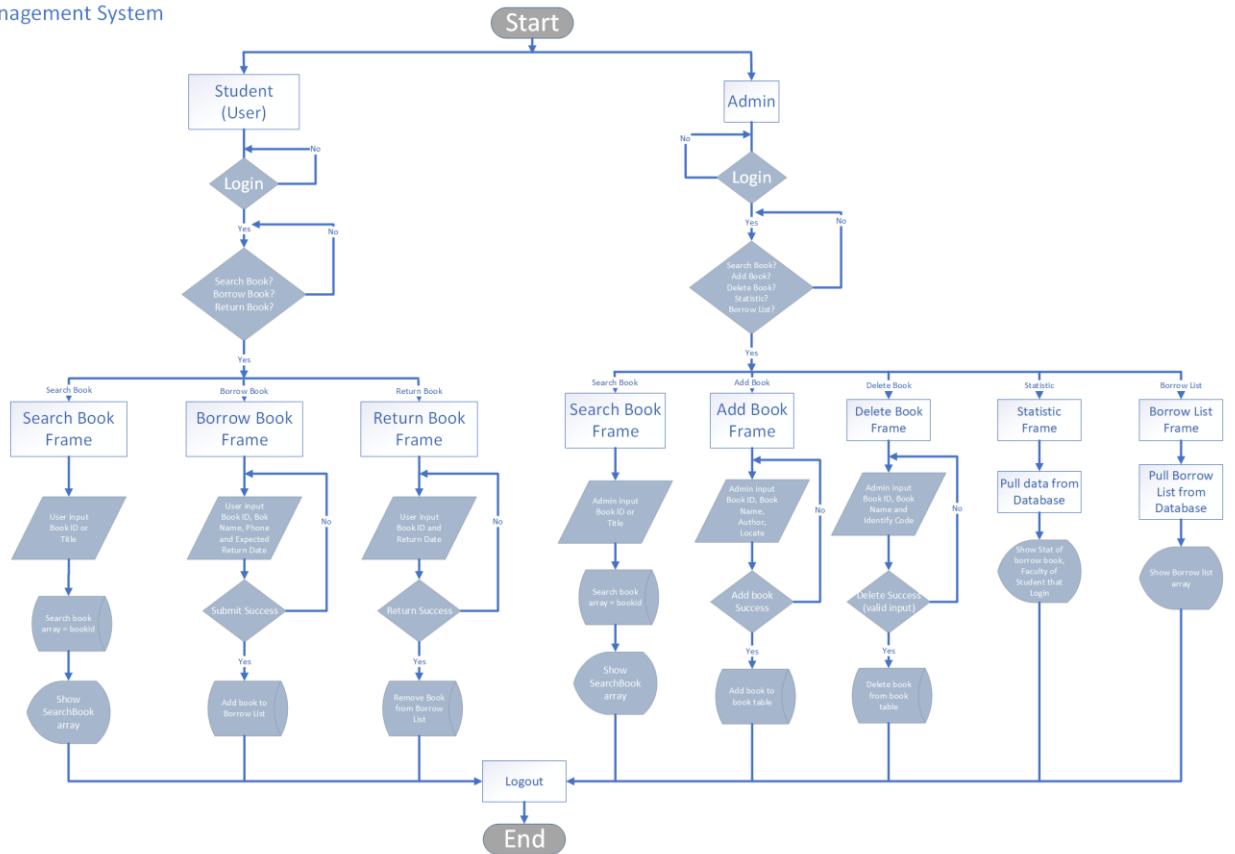 nagement System
Start
Student
(User)
Admin
No
No
Login
Login
Yes
No
Yes
No
Search Book?
Borrow Book?
Return Book?
Search Book?
Add Book?
Delete Book?
Statistic?
Borrow List?
Yes
Yes
Search Book
Borrow Book
Return Book
Search Book
Add Book
Delete Book
Statistic
Borrow List
Search Book
Frame
Borrow Book
Frame
Return Book
Frame
Search Book
Frame
Add Book
Frame
Delete Book
Frame
Statistic
Frame
Borrow List
Frame
User input
Book ID or
Title
User input
Book ID, Bok
Name, Phone
and Expected
Return Date
No
User input
Book ID and
Return Date
No
Admin input
Book ID or
Title
Admin input
Book ID, Book
Name,
Author,
Locate
No
Admin input
Book ID, Book
Name and
Identify Code
No
Pull data from
Database
Pull Borrow
List from
Database
Search book
array = bookid
Submit Success
Return Success
Search book
array = bookid
Add book
Success
Delete Success
(valid input)
Show Stat of
borrow book,
Faculty of
Student that
Login
Show Borrow list
array
Yes
Yes
Yes
Yes
Show
SearchBook
array
Add book to
Borrow List
Remove Book
from Borrow
List
Show
SearchBook
array
Add book to
book table
Delete book
from book
table
Logout
End